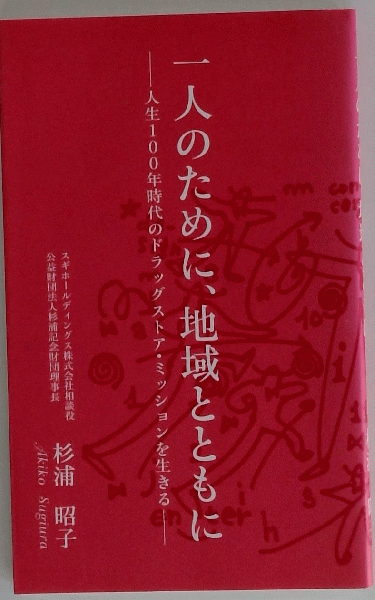 一人のために、地域とともに
――人生100年時代のドラッグストア・ミッションを生きる――
スギホールディングス株式会社相談役
公益財団法人杉浦記念財団理事長
杉浦 昭子
Akiko Sugiura